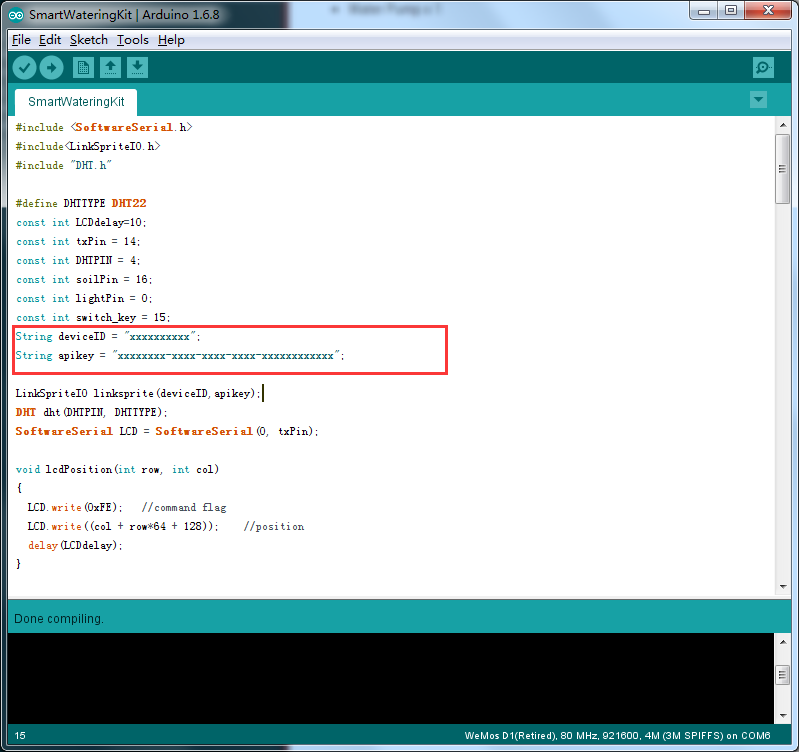 SmartWateringKit | Arduino 1.6.8
File Edit Sketch Tools Help
SmartWateringKit
#include <SoftwareSerial.h>
#include<LinkSpriteIO.h>
#include "DHT.h"
#define DHTTYPE DHT22
const int LCDdelay=10;
const int txPin = 14;
const int DHTPIN = 4;
const int soilPin = 16;
const int lightPin = 0;
const int switch_key = 15;
String deviceID = "xxxxxxxxxx";
String apikey = "xxxxxxxx-xxxx-xxxx-xxxx-xxxxxxxxxxxx";
LinkSpriteIO linksprite(deviceID,apikey);
DHT dht(DHTPIN, DHTTYPE);
SoftwareSerial LCD = SoftwareSerial(0, txPin);
void lcdPosition(int row, int col)
{
LCD.write(0xFE);   //command flag
LCD.write((col + row*64 + 128));    //position
delay(LCDdelay);
}
Done compiling.
15
WeMos D1(Retired), 80 MHz, 921600, 4M (3M SPIFFS) on COM6